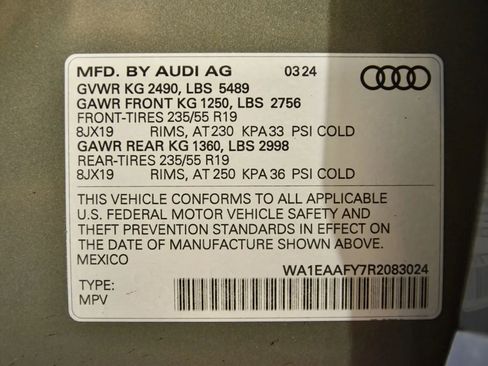 MFD. BY AUDI AG 03 24
GVWR KG 2490, LBS 5489
GAWR FRONT KG 1250, LBS 2756
FRONT-TIRES 235/55 R19
8JX19 RIMS, AT 230 KPA 33 PSI COLD
GAWR REAR KG 1360, LBS 2998
REAR-TIRES 235/55 R19
8JX19 RIMS, AT 250 KPA 36 PSI COLD
THIS VEHICLE CONFORMS TO ALL APPLICABLE
U.S. FEDERAL MOTOR VEHICLE SAFETY AND
THEFT PREVENTION STANDARDS IN EFFECT ON
THE DATE OF MANUFACTURE SHOWN ABOVE.
MEXICO
WA1EAAFY7R2083024
TYPE:
MPV